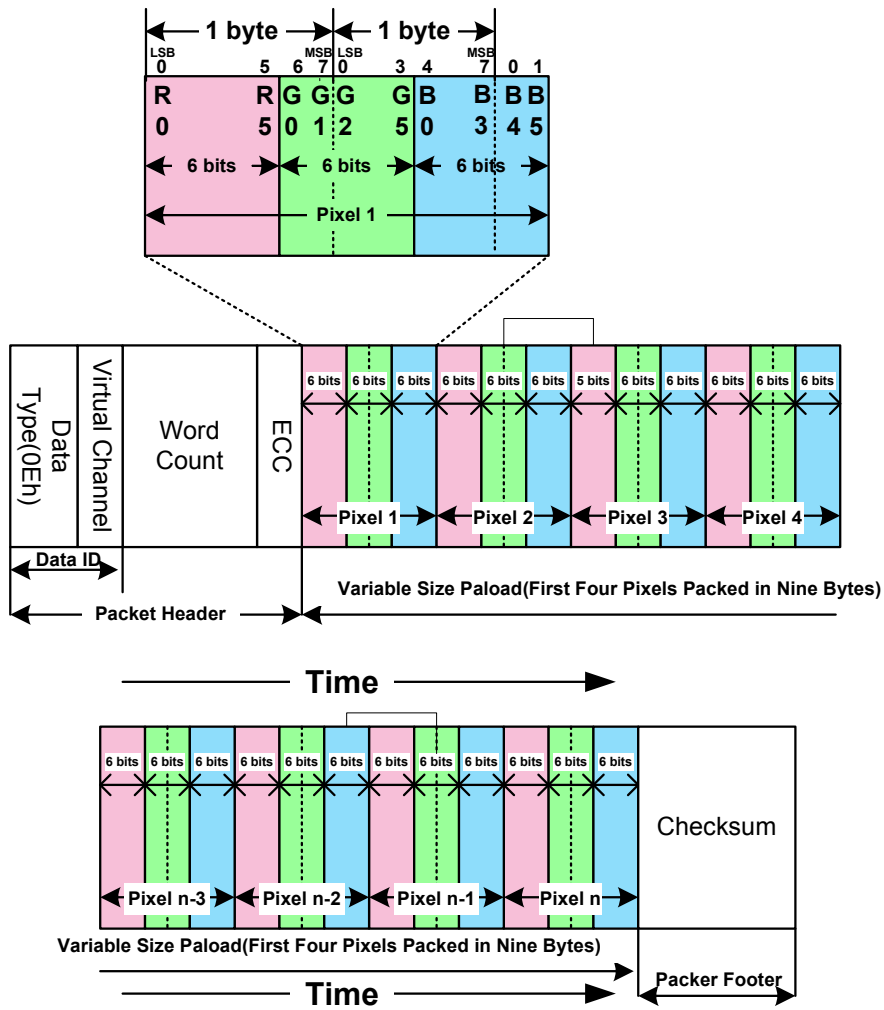 1 byte 1 byte
LSB MSB LSB MSB
0 5 6 7 0 3 4 7 0 1
R R G G G G B B B B
0 5 0 1 2 5 0 3 4 5
6 bits 6 bits 6 bits
Pixel 1
Data Type(0Eh)
Virtual Channel
Word Count
ECC
6 bits 6 bits 6 bits 6 bits 6 bits 6 bits 5 bits 6 bits 6 bits 6 bits 6 bits 6 bits
Pixel 1 Pixel 2 Pixel 3 Pixel 4
Data ID
Variable Size Paload(First Four Pixels Packed in Nine Bytes)
Packet Header
Time
6 bits 6 bits 6 bits 6 bits 6 bits 6 bits 6 bits 6 bits 6 bits 6 bits 6 bits 6 bits
Checksum
Pixel n-3 Pixel n-2 Pixel n-1 Pixel n
Variable Size Paload(First Four Pixels Packed in Nine Bytes)
Packer Footer
Time